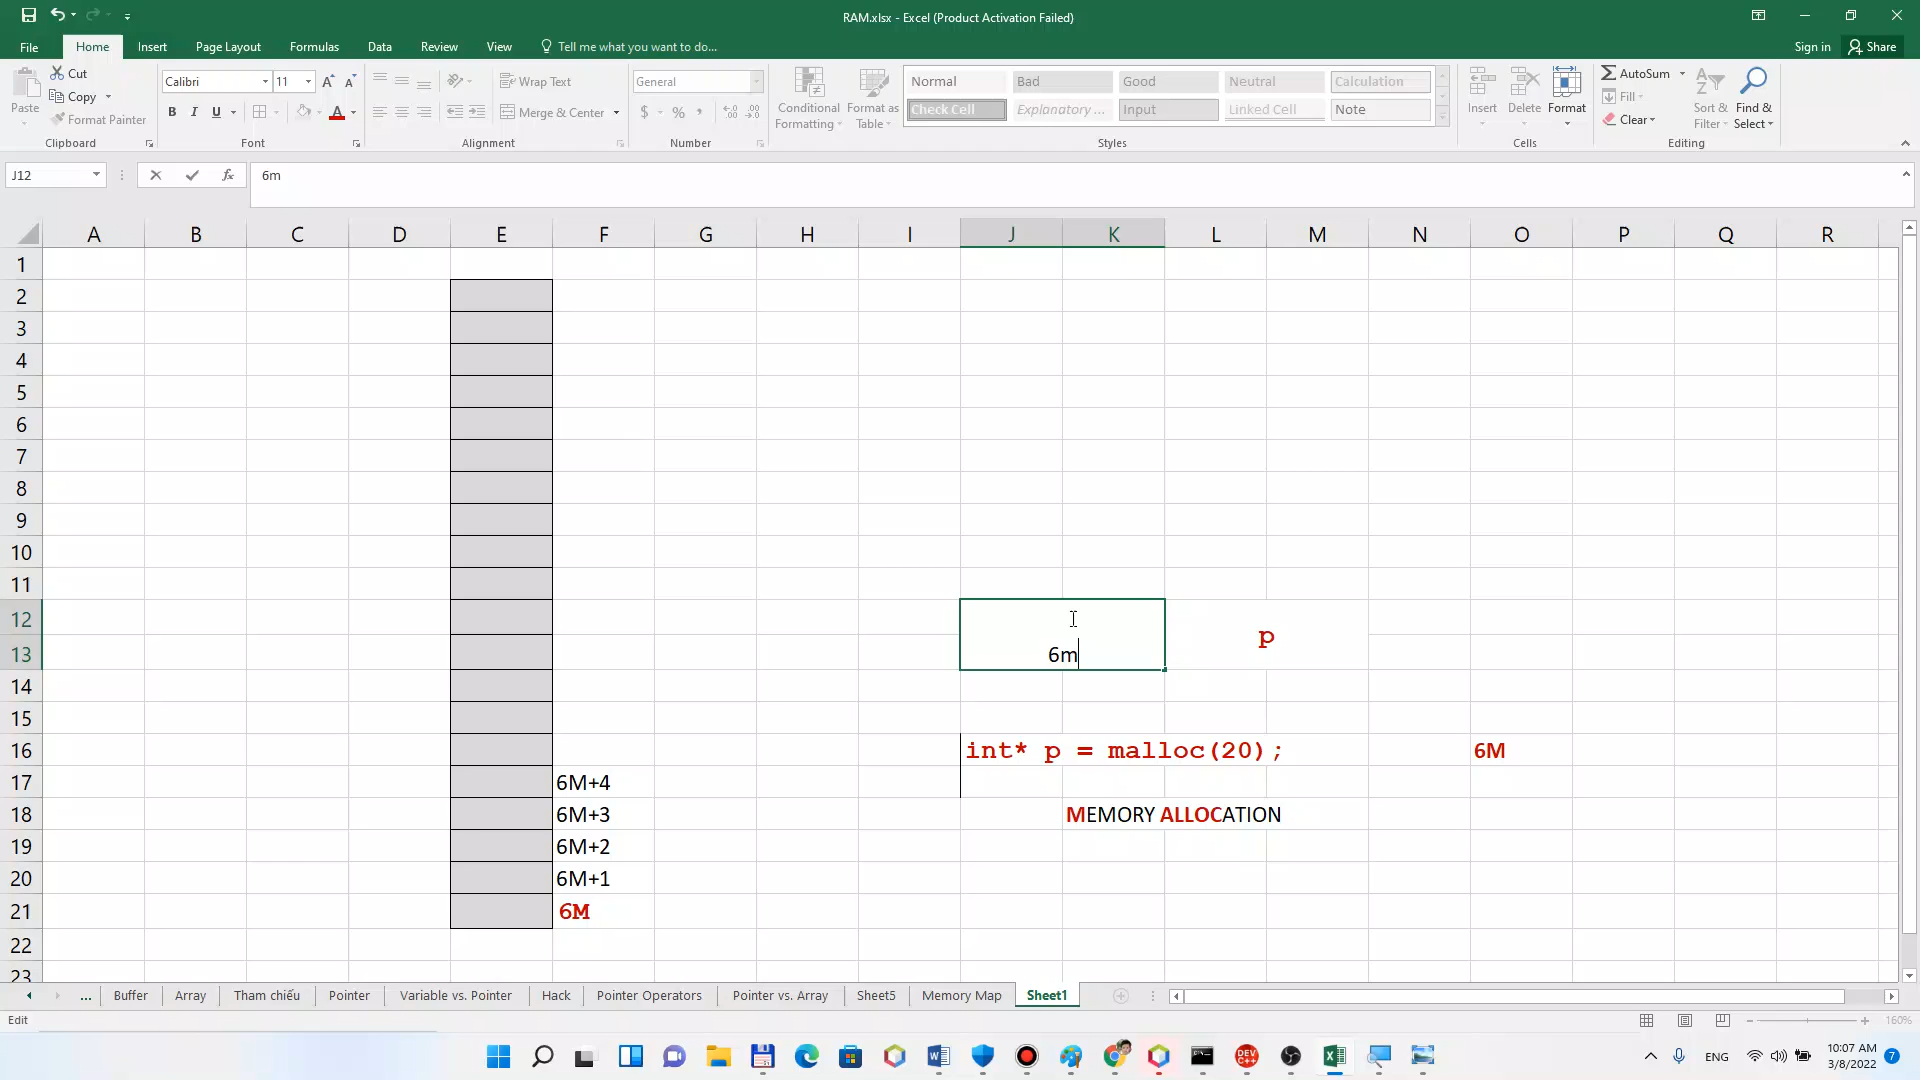 RAM.xlsx - Excel (Product Activation Failed)
File Home Insert Page Layout Formulas Data Review View Tell me what you want to do... Sign in Share
Paste
Cut
Copy
Format Painter
Clipboard
Calibri 11 A A
B I U A
Font
Wrap Text
Merge & Center
Alignment
General
$ % ,
Number
Conditional Formatting
Format as Table
Normal Bad Good Neutral Calculation
Check Cell Explanatory ... Input Linked Cell Note
Styles
Insert Delete Format
Cells
AutoSum
Fill
Clear
Sort & Filter
Find & Select
Editing
J12 fx 6m
A B C D E F G H I J K L M N O P Q R
1
2
3
4
5
6
7
8
9
10
11
12
p
13 6m
14
15
16 int* p = malloc(20); 6M
17 6M+4
18 6M+3 MEMORY ALLOCATION
19 6M+2
20 6M+1
21 6M
22
23
... Buffer Array Tham chiếu Pointer Variable vs. Pointer Hack Pointer Operators Pointer vs. Array Sheet5 Memory Map Sheet1
Edit 160%
DEV C++
ENG 10:07 AM 7
3/8/2022